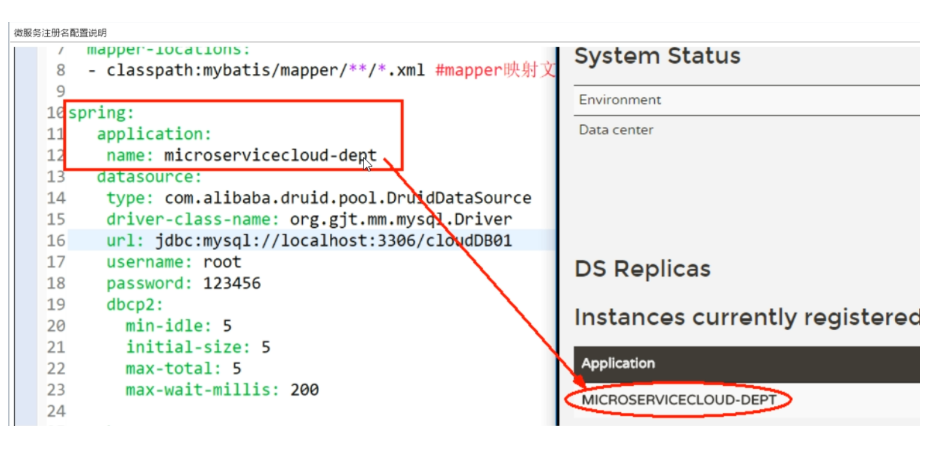 微服务注册名配置说明
7 mapper-locations:
8 - classpath:mybatis/mapper/**/*.xml #mapper映射文
9
10 spring:
11 application:
12 name: microservicecloud-dept
13 datasource:
14 type: com.alibaba.druid.pool.DruidDataSource
15 driver-class-name: org.gjt.mm.mysql.Driver
16 url: jdbc:mysql://localhost:3306/cloudDB01
17 username: root
18 password: 123456
19 dbcp2:
20 min-idle: 5
21 initial-size: 5
22 max-total: 5
23 max-wait-millis: 200
24
System Status
Environment
Data center
DS Replicas
Instances currently registered
Application
MICROSERVICECLOUD-DEPT